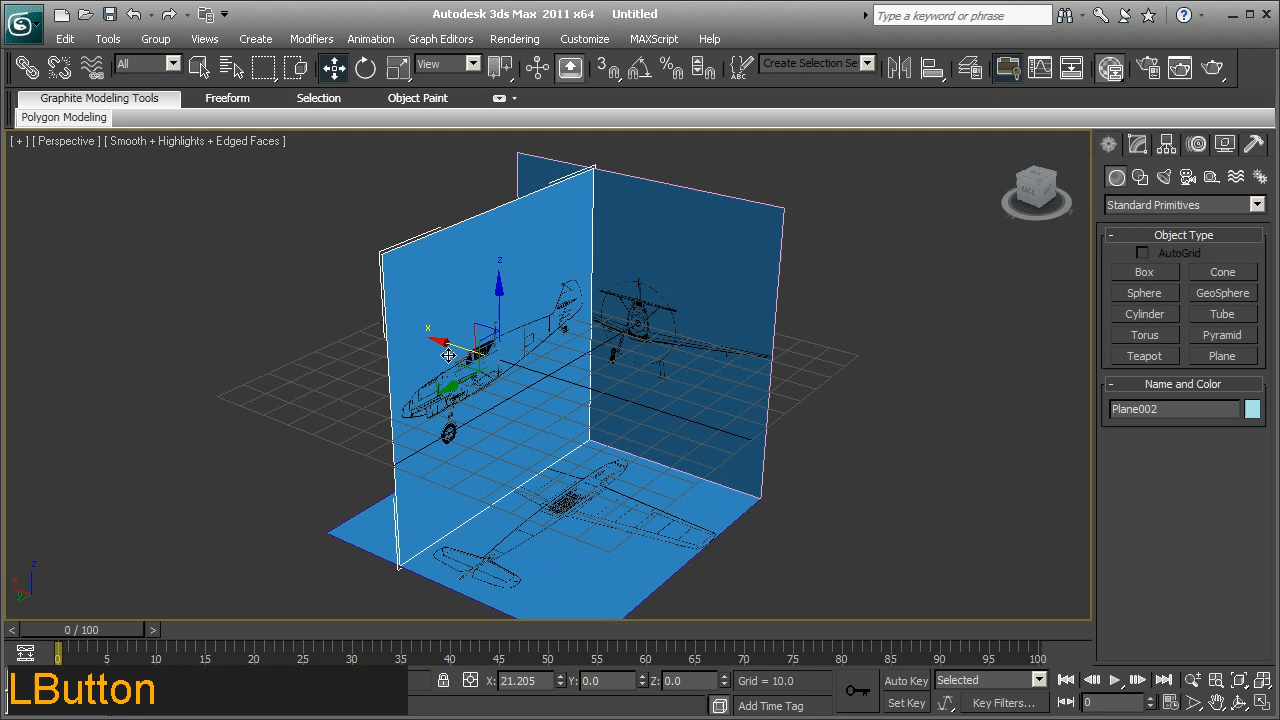 Autodesk 3ds Max 2011 x64 Untitled
Type a keyword or phrase
Edit Tools Group Views Create Modifiers Animation Graph Editors Rendering Customize MAXScript Help
All View 3 Create Selection Se
Graphite Modeling Tools Freeform Selection Object Paint
Polygon Modeling
[ + ] [ Perspective ] [ Smooth + Highlights + Edged Faces ]
Standard Primitives
- Object Type
AutoGrid
Box Cone
Sphere GeoSphere
Cylinder Tube
Torus Pyramid
Teapot Plane
- Name and Color
Plane002
z
x
z
x
y
< 0 / 100 >
0 5 10 15 20 25 30 35 40 45 50 55 60 65 70 75 80 85 90 95 100
LButton
X: 21.205 Y: 0.0 Z: 0.0 Grid = 10.0
Add Time Tag
Auto Key Selected
Set Key Key Filters... 0